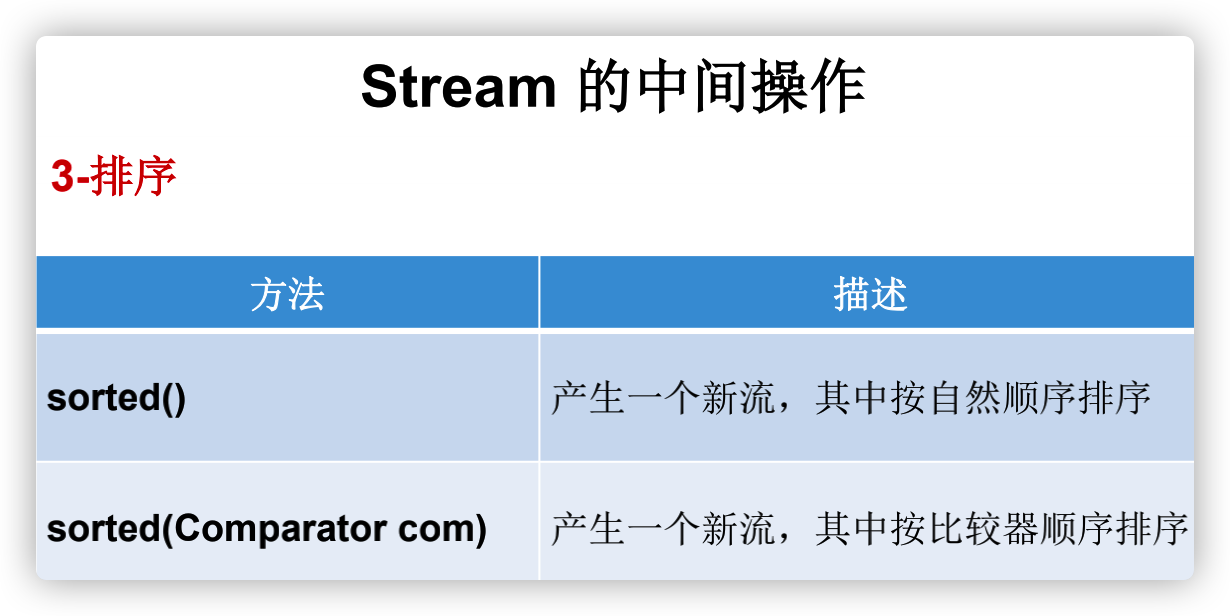 Stream 的中间操作
3-排序
方法 描述
sorted() 产生一个新流，其中按自然顺序排序
sorted(Comparator com) 产生一个新流，其中按比较器顺序排序